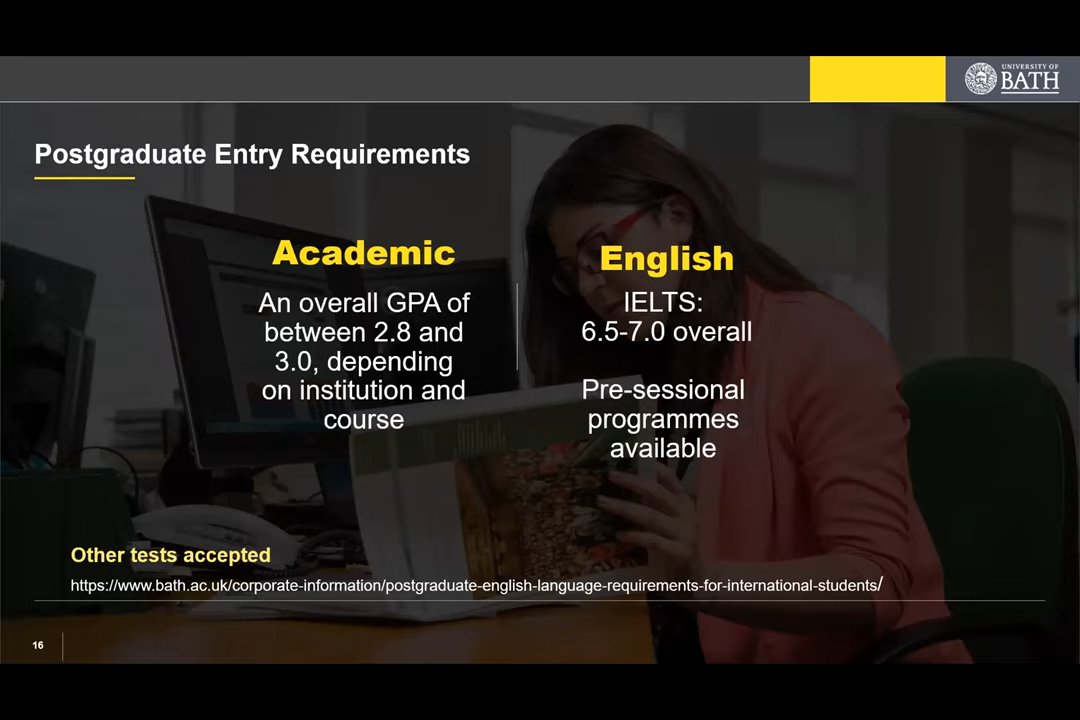 UNIVERSITY OF
BATH
Postgraduate Entry Requirements
Academic
An overall GPA of
between 2.8 and
3.0, depending
on institution and
course
English
IELTS:
6.5-7.0 overall
Pre-sessional
programmes
available
Other tests accepted
https://www.bath.ac.uk/corporate-information/postgraduate-english-language-requirements-for-international-students/
16